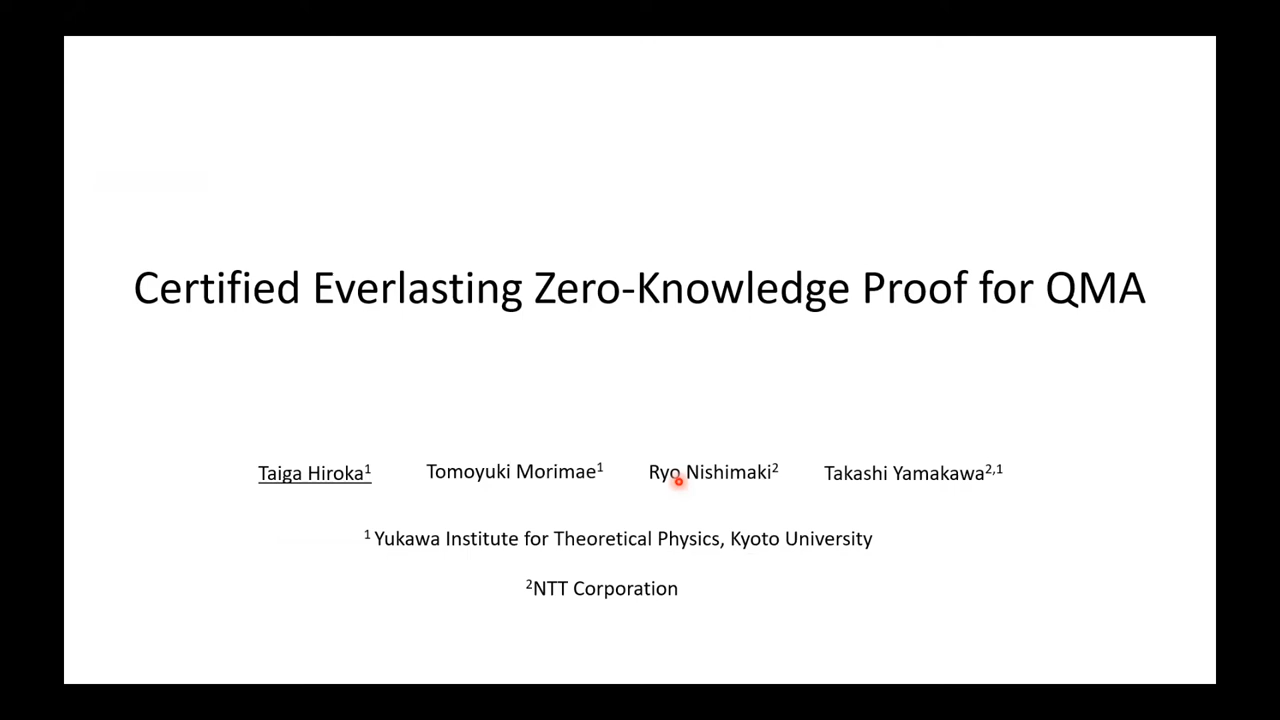 Certified Everlasting Zero-Knowledge Proof for QMA
Taiga Hiroka¹ Tomoyuki Morimae¹ Ryo Nishimaki² Takashi Yamakawa²,¹
¹ Yukawa Institute for Theoretical Physics, Kyoto University
²NTT Corporation